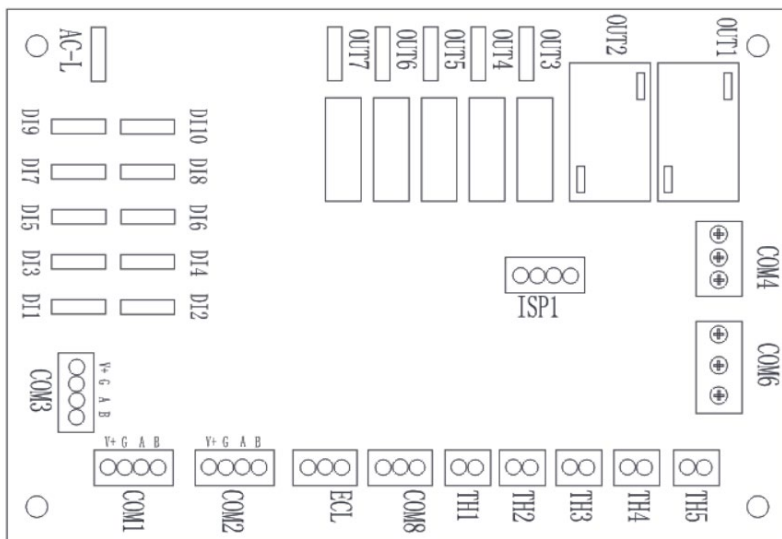 AC-L
OUT7
OUT6
OUT5
OUT4
OUT3
OUT2
OUT1
DI9
DI10
DI7
DI8
DI5
DI6
DI3
DI4
DI1
DI2
ISP1
COM4
COM6
COM3
V+ G A B
V+ G A B
V+ G A B
COM1
COM2
ECL
COM8
TH1
TH2
TH3
TH4
TH5